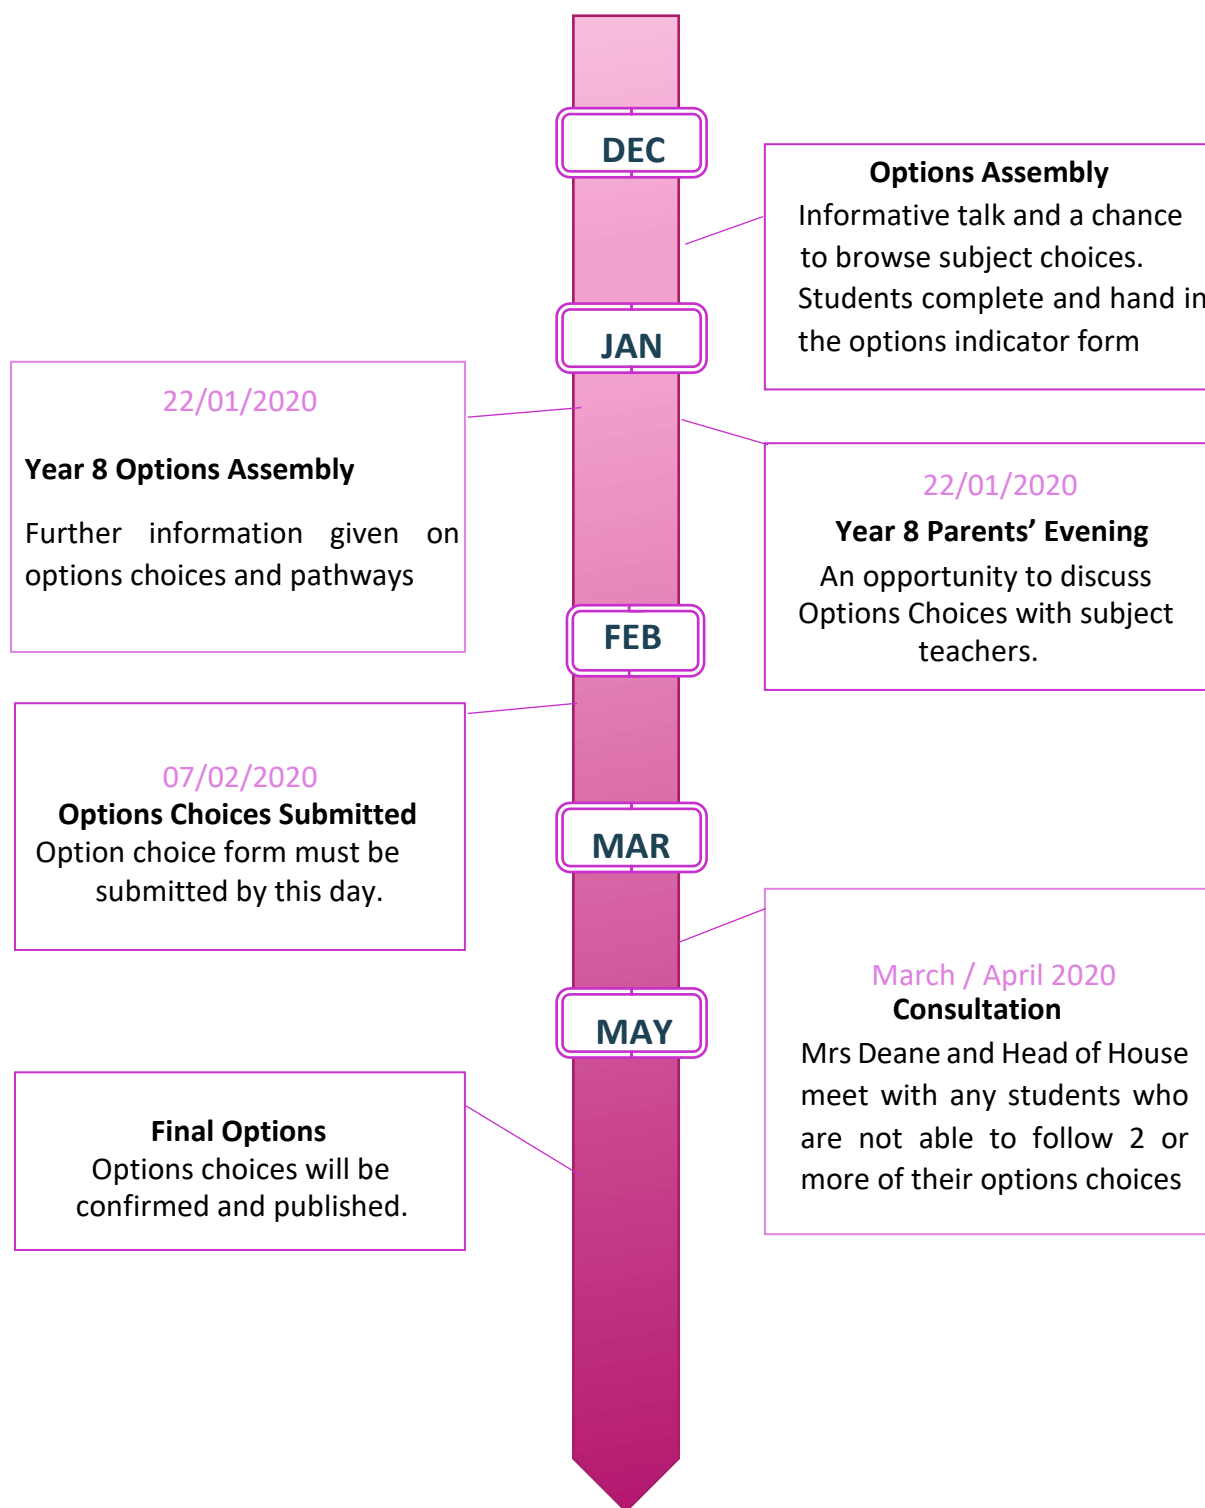 DEC
Options Assembly
Informative talk and a chance
to browse subject choices.
Students complete and hand in
the options indicator form
JAN
22/01/2020
Year 8 Options Assembly
Further information given on
options choices and pathways
22/01/2020
Year 8 Parents’ Evening
An opportunity to discuss
Options Choices with subject
teachers.
FEB
07/02/2020
Options Choices Submitted
Option choice form must be
submitted by this day.
MAR
March / April 2020
Consultation
Mrs Deane and Head of House
meet with any students who
are not able to follow 2 or
more of their options choices
MAY
Final Options
Options choices will be
confirmed and published.